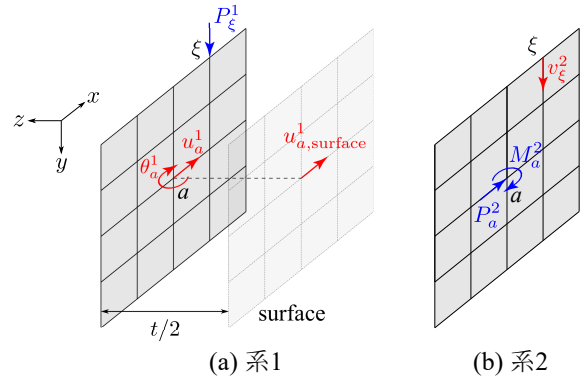 P_ξ^1
ξ
x
z
y
θ_a^1
u_a^1
a
u_{a,surface}^1
t/2
surface
(a) 系1
ξ
v_ξ^2
M_a^2
P_a^2
a
(b) 系2